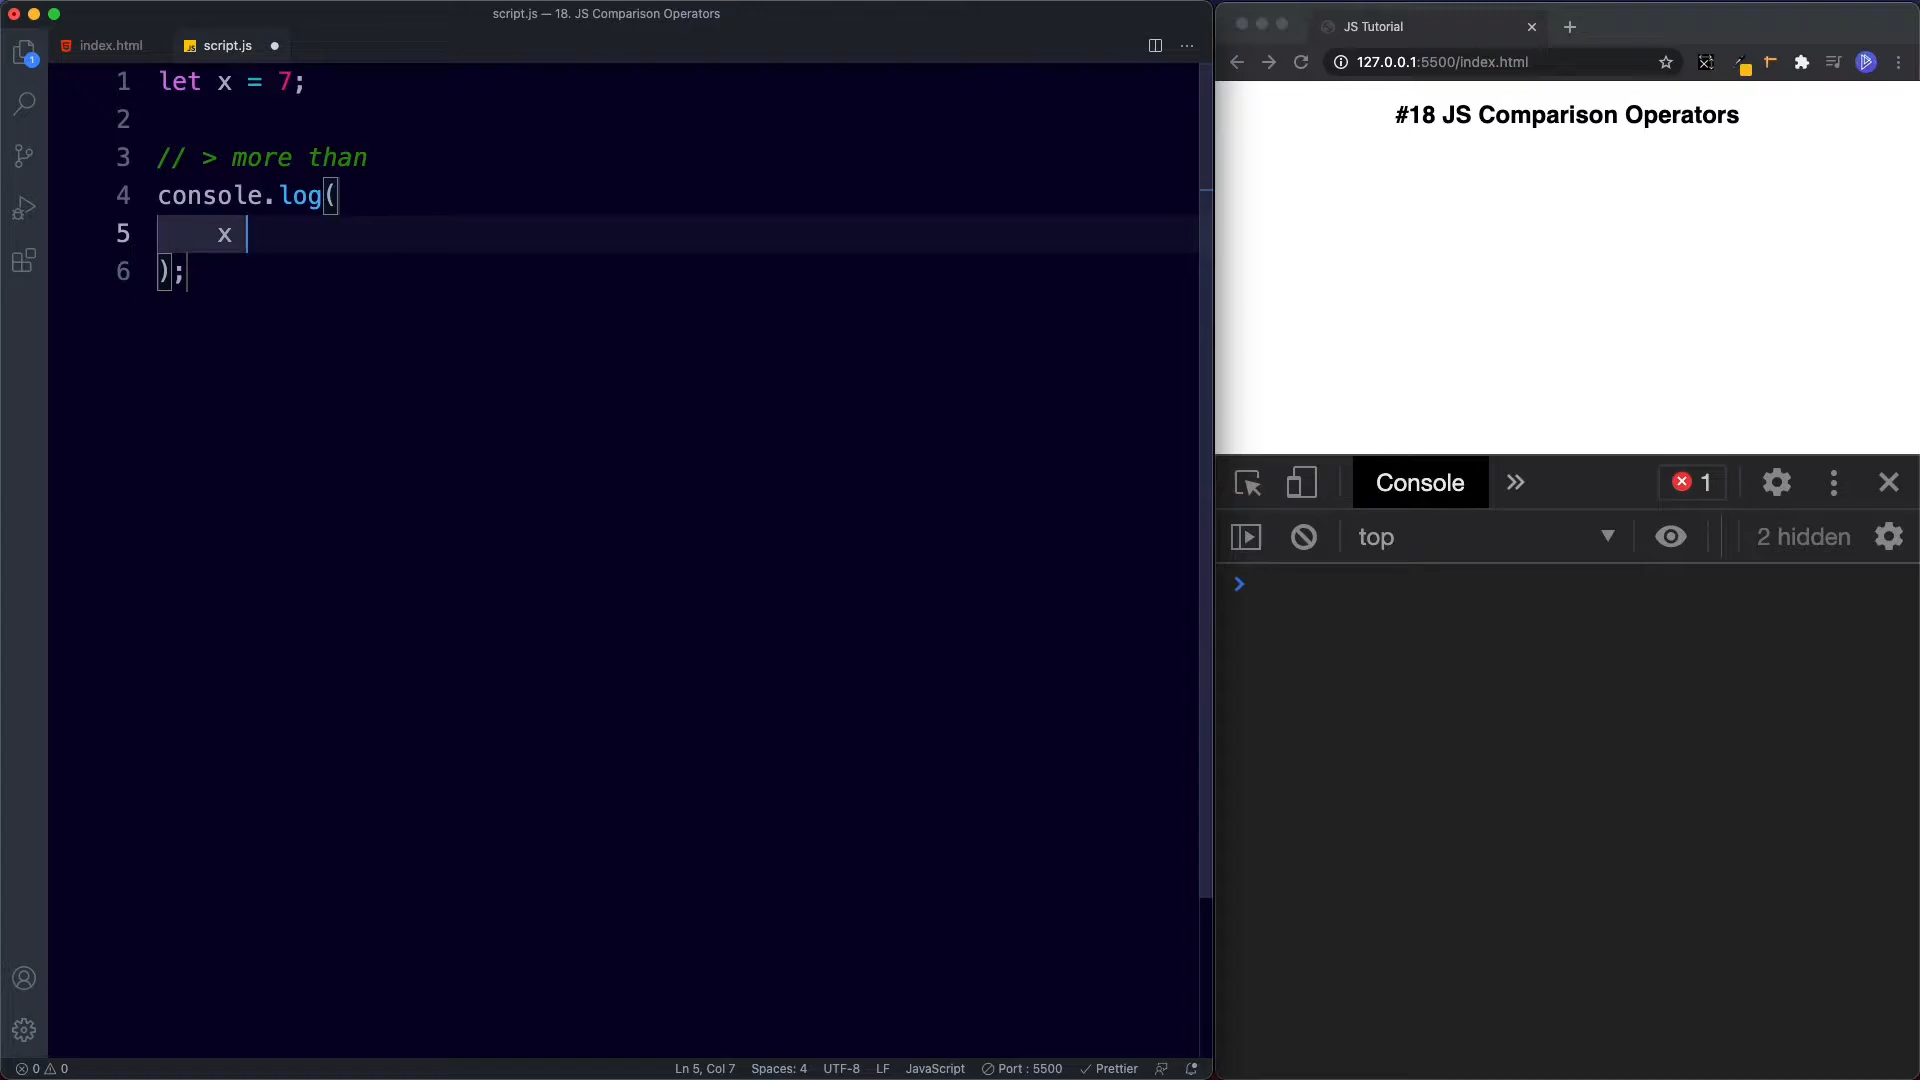 script.js — 18. JS Comparison Operators
index.html
script.js
1 let x = 7;
2
3 // > more than
4 console.log(
5 x
6 );
1
0 0
Ln 5, Col 7
Spaces: 4
UTF-8
LF
JavaScript
Port : 5500
Prettier
JS Tutorial
127.0.0.1:5500/index.html
#18 JS Comparison Operators
Console
1
top
2 hidden